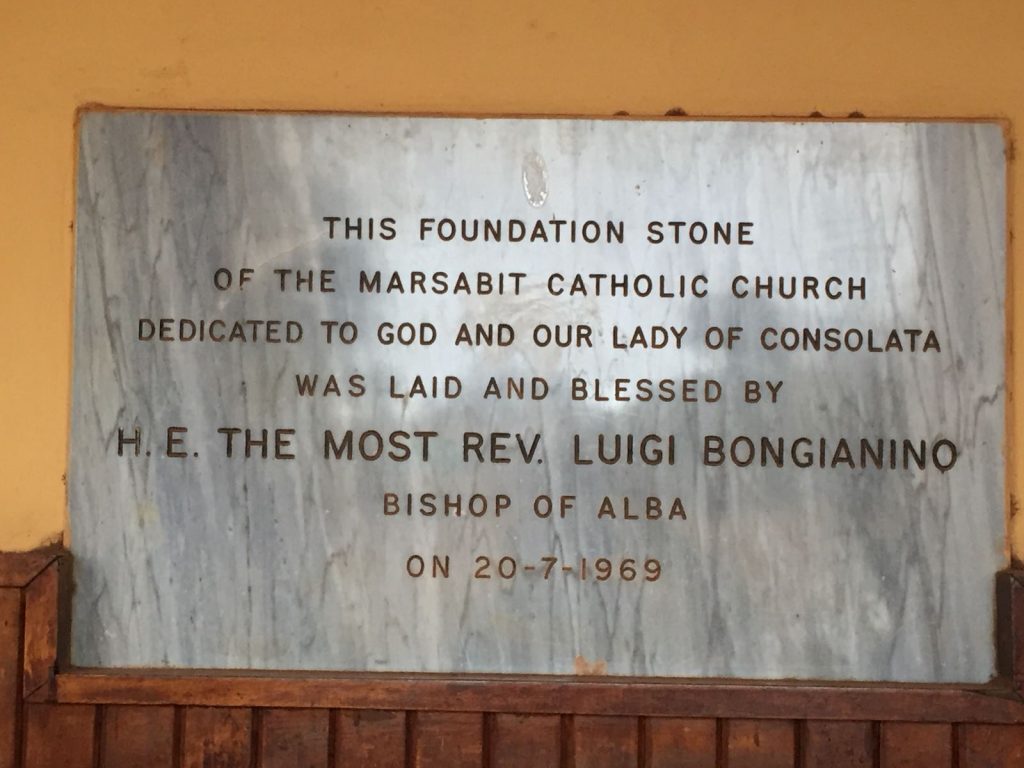 THIS FOUNDATION STONE
OF THE MARSABIT CATHOLIC CHURCH
DEDICATED TO GOD AND OUR LADY OF CONSOLATA
WAS LAID AND BLESSED BY
H. E. THE MOST REV. LUIGI BONGIANINO
BISHOP OF ALBA
ON 20-7-1969